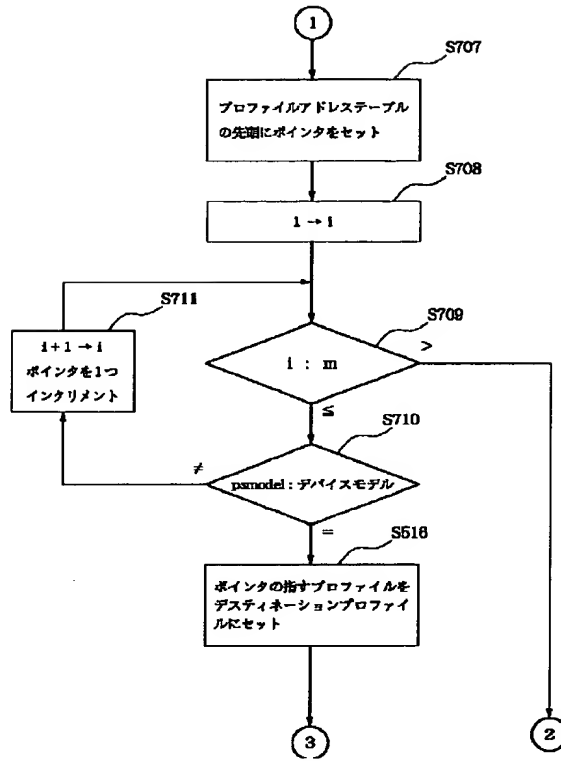 1
S707
プロファイルアドレステーブル
の先頭にポインタをセット
S708
1 → i
S711
i+1 → i
ポインタを1つ
インクリメント
S709
i : m
>
≦
S710
≠
psmodel:デバイスモデル
=
S516
ポインタの指すプロファイルを
デスティネーションプロファイ
ルにセット
3
2